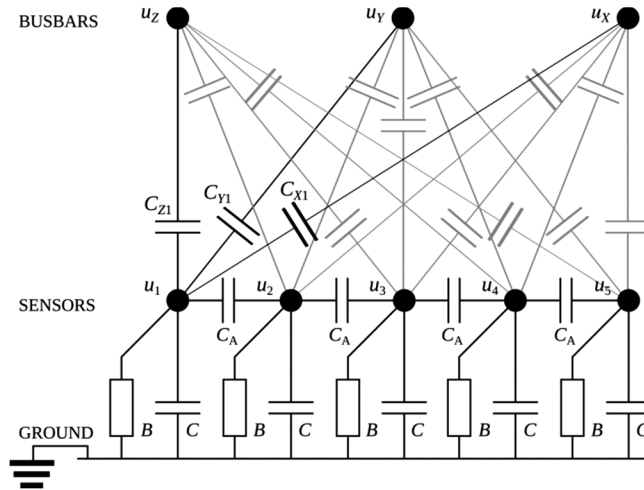 BUSBARS u_Z u_Y u_X
C_Z1 C_Y1 C_X1
SENSORS u_1 u_2 u_3 u_4 u_5
C_A C_A C_A C_A
GROUND B C B C B C B C B C